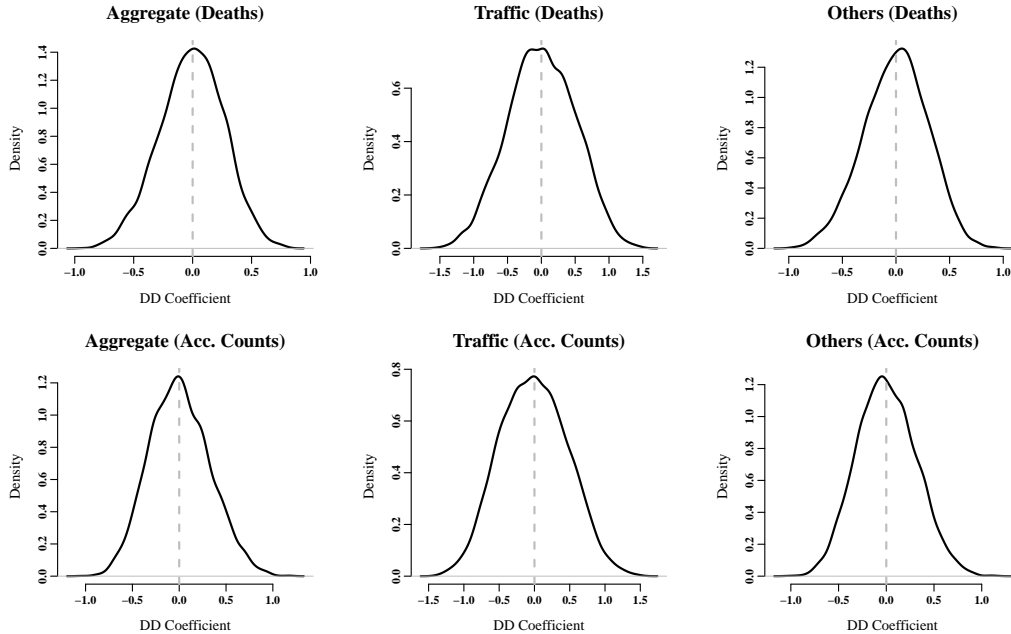 Aggregate (Deaths)
Density
0.0 0.2 0.4 0.6 0.8 1.0 1.2 1.4
−1.0 −0.5 0.0 0.5 1.0
DD Coefficient
Traffic (Deaths)
Density
0.0 0.2 0.4 0.6
−1.5 −1.0 −0.5 0.0 0.5 1.0 1.5
DD Coefficient
Others (Deaths)
Density
0.0 0.2 0.4 0.6 0.8 1.0 1.2
−1.0 −0.5 0.0 0.5 1.0
DD Coefficient
Aggregate (Acc. Counts)
Density
0.0 0.2 0.4 0.6 0.8 1.0 1.2
−1.0 −0.5 0.0 0.5 1.0
DD Coefficient
Traffic (Acc. Counts)
Density
0.0 0.2 0.4 0.6 0.8
−1.5 −1.0 −0.5 0.0 0.5 1.0 1.5
DD Coefficient
Others (Acc. Counts)
Density
0.0 0.2 0.4 0.6 0.8 1.0 1.2
−1.0 −0.5 0.0 0.5 1.0
DD Coefficient